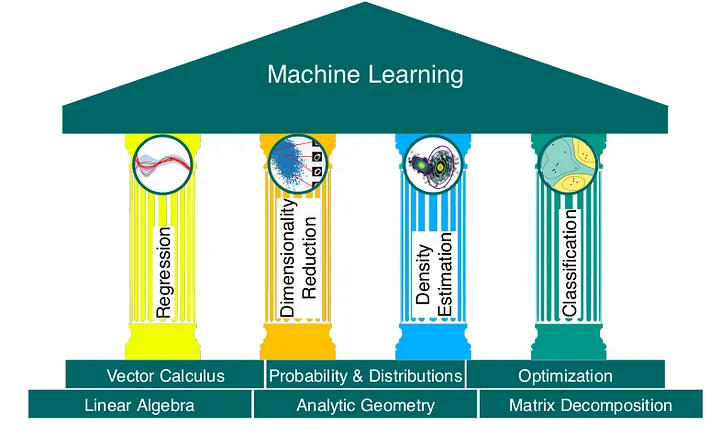 Machine Learning
Regression
Dimensionality
Reduction
Density
Estimation
Classification
Vector Calculus
Probability & Distributions
Optimization
Linear Algebra
Analytic Geometry
Matrix Decomposition